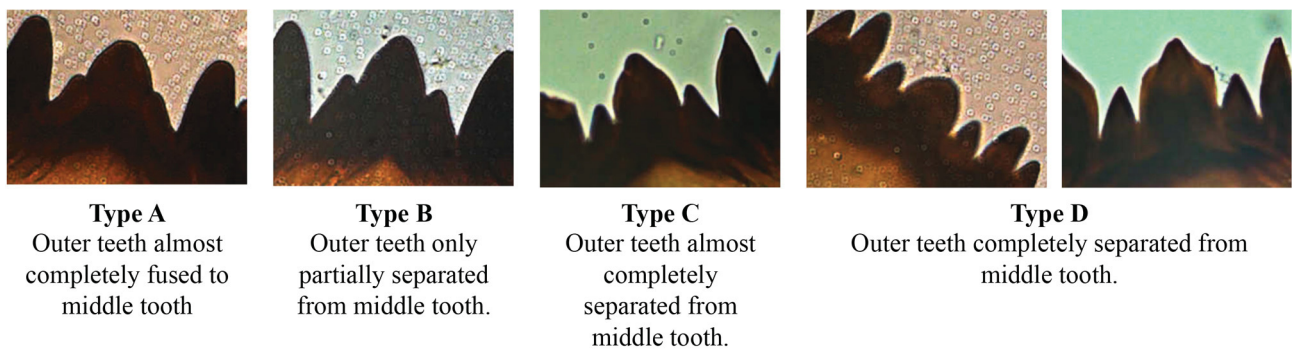 Type A
Outer teeth almost
completely fused to
middle tooth
Type B
Outer teeth only
partially separated
from middle tooth.
Type C
Outer teeth almost
completely
separated from
middle tooth.
Type D
Outer teeth completely separated from
middle tooth.